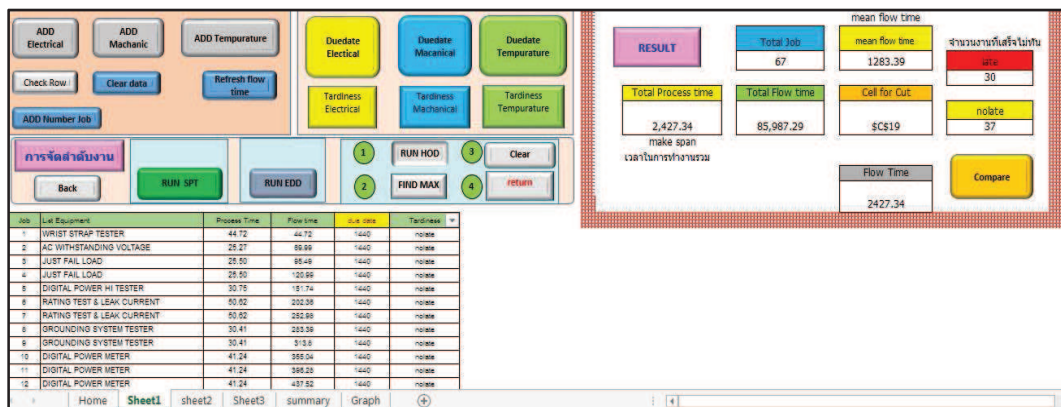 ADD Electrical
ADD Machanic
ADD Tempurature
Check Row
Clear data
Refresh flow time
ADD Number Job
Duedate Electical
Duedate Macanical
Duedate Tempurature
Tardiness Electrical
Tardiness Machanical
Tardiness Tempurature
การจัดลำดับงาน
Back
RUN SPT
RUN EDD
1 RUN HOD 3 Clear
2 FIND MAX 4 return
RESULT
Total Job
67
mean flow time
mean flow time
1283.39
จำนวนงานที่เสร็จไม่ทัน
late
30
Total Process time
2,427.34
make span
เวลาในการทำงานรวม
Total Flow time
85,987.29
Cell for Cut
$C$19
nolate
37
Flow Time
2427.34
Compare
Job List Equipment Process Time Flow time due date Tardiness
1 WRIST STRAP TESTER 44.72 44.72 1440 nolate
2 AC WITHSTANDING VOLTAGE 25.27 69.99 1440 nolate
3 JUST FAIL LOAD 25.50 95.49 1440 nolate
4 JUST FAIL LOAD 25.50 120.99 1440 nolate
5 DIGITAL POWER HI TESTER 30.75 151.74 1440 nolate
6 RATING TEST & LEAK CURRENT 50.62 202.36 1440 nolate
7 RATING TEST & LEAK CURRENT 50.62 252.98 1440 nolate
8 GROUNDING SYSTEM TESTER 30.41 283.39 1440 nolate
9 GROUNDING SYSTEM TESTER 30.41 313.8 1440 nolate
10 DIGITAL POWER METER 41.24 355.04 1440 nolate
11 DIGITAL POWER METER 41.24 396.28 1440 nolate
12 DIGITAL POWER METER 41.24 437.52 1440 nolate
Home Sheet1 sheet2 Sheet3 summary Graph